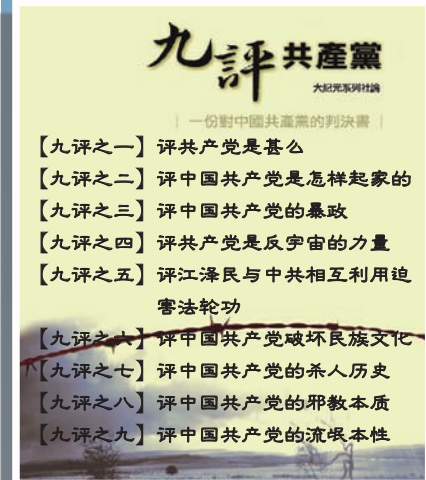 九評共產黨
大紀元系列社論
一份對中國共產黨的判決書
【九评之一】评共产党是甚么
【九评之二】评中国共产党是怎样起家的
【九评之三】评中国共产党的暴政
【九评之四】评共产党是反宇宙的力量
【九评之五】评江泽民与中共相互利用迫
害法轮功
【九评之六】评中国共产党破坏民族文化
【九评之七】评中国共产党的杀人历史
【九评之八】评中国共产党的邪教本质
【九评之九】评中国共产党的流氓本性